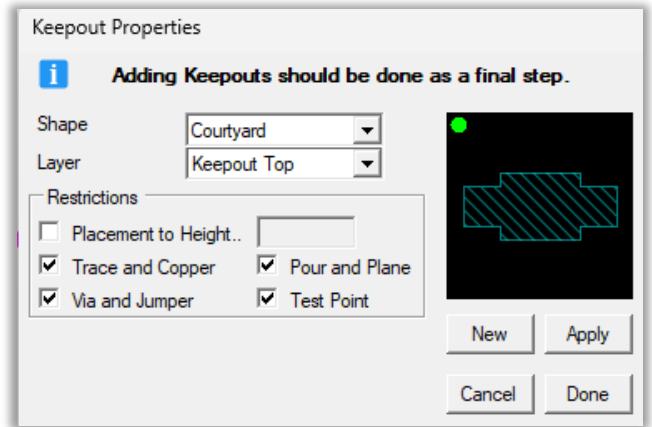 Keepout Properties
i Adding Keepouts should be done as a final step.
Shape Courtyard
Layer Keepout Top
Restrictions
Placement to Height..
Trace and Copper Pour and Plane
Via and Jumper Test Point
New Apply
Cancel Done